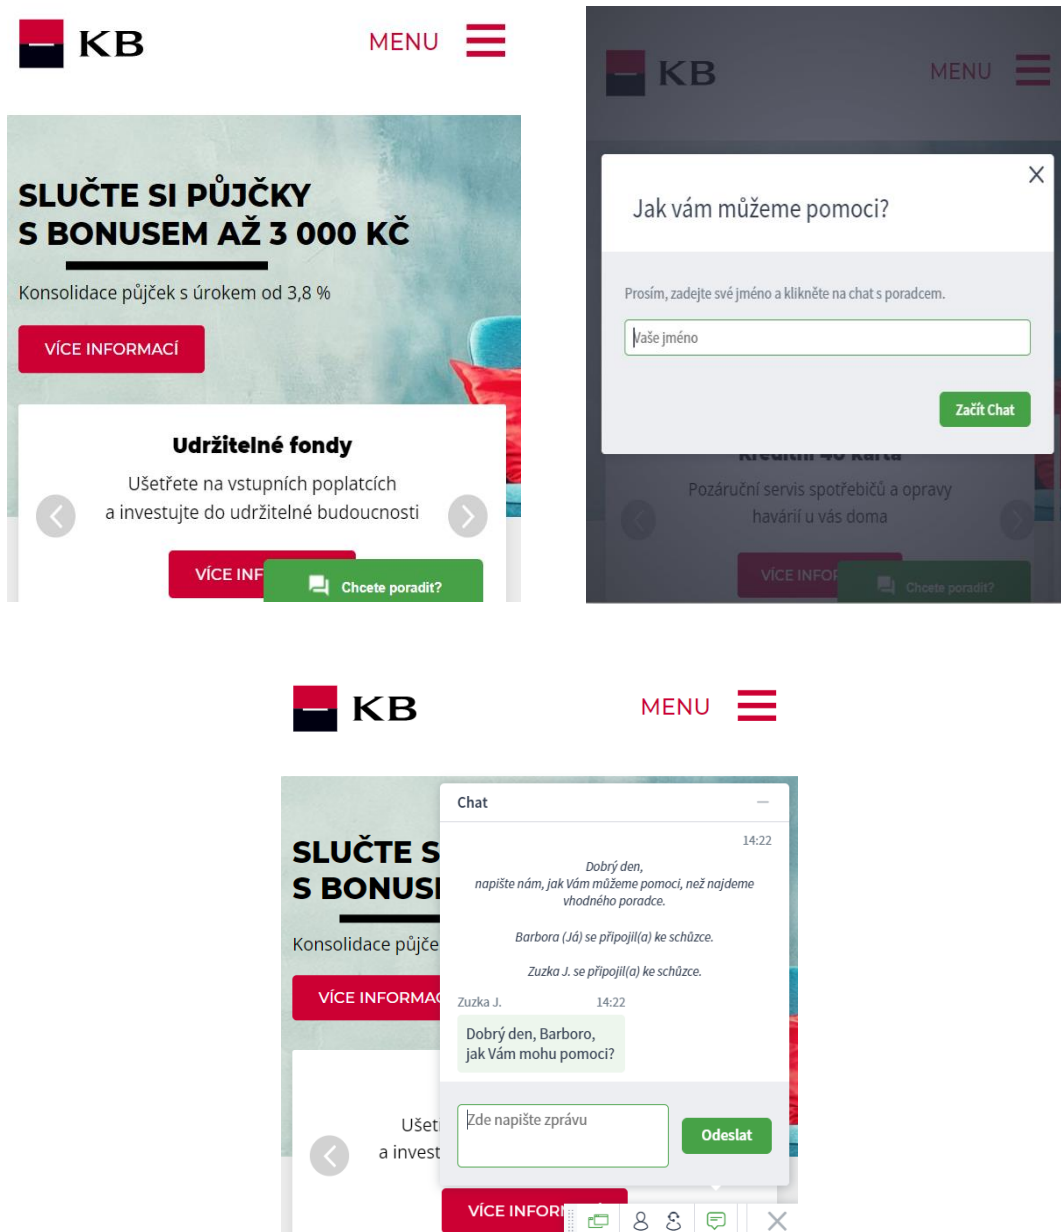 KB
MENU
SLUČTE SI PŮJČKY
S BONUSEM AŽ 3 000 KČ
Konsolidace půjček s úrokem od 3,8 %
VÍCE INFORMACÍ
Udržitelné fondy
Ušetřete na vstupních poplatcích
a investujte do udržitelné budoucnosti
VÍCE INF
Chcete poradit?
KB
MENU
X
Jak vám můžeme pomoci?
Prosím, zadejte své jméno a klikněte na chat s poradcem.
Vaše jméno
Začít Chat
Kreditní 40 karta
Pozáruční servis spotřebičů a opravy
havárií u vás doma
VÍCE INFOR
Chcete poradit?
KB
MENU
SLUČTE S
S BONUSE
Konsolidace půjče
VÍCE INFORMAC
Ušet
a invest
VÍCE INFOR
Chat
14:22
Dobrý den,
napište nám, jak Vám můžeme pomoci, než najdeme
vhodného poradce.
Barbora (Já) se připojil(a) ke schůzce.
Zuzka J. se připojil(a) ke schůzce.
Zuzka J. 14:22
Dobrý den, Barboro,
jak Vám mohu pomoci?
Zde napište zprávu
Odeslat